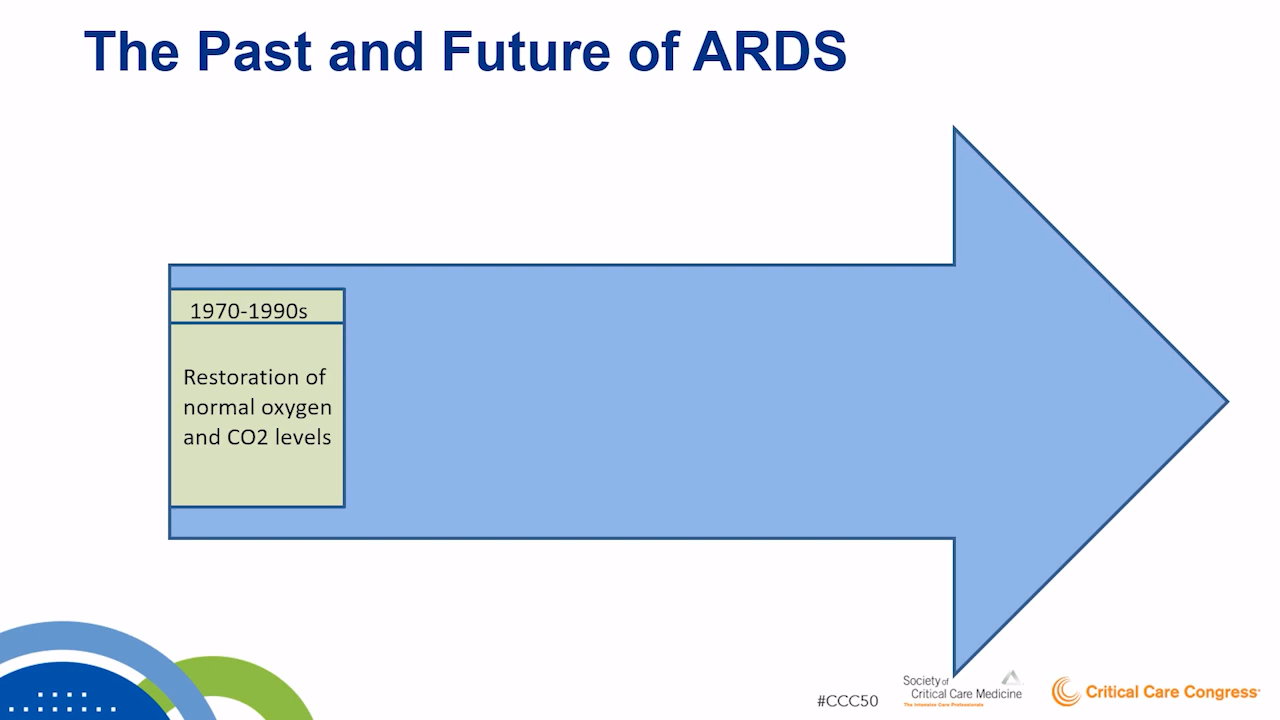 The Past and Future of ARDS
1970-1990s
Restoration of
normal oxygen
and CO2 levels
#CCC50
Society of
Critical Care Medicine
The Intensive Care Professionals
Critical Care Congress